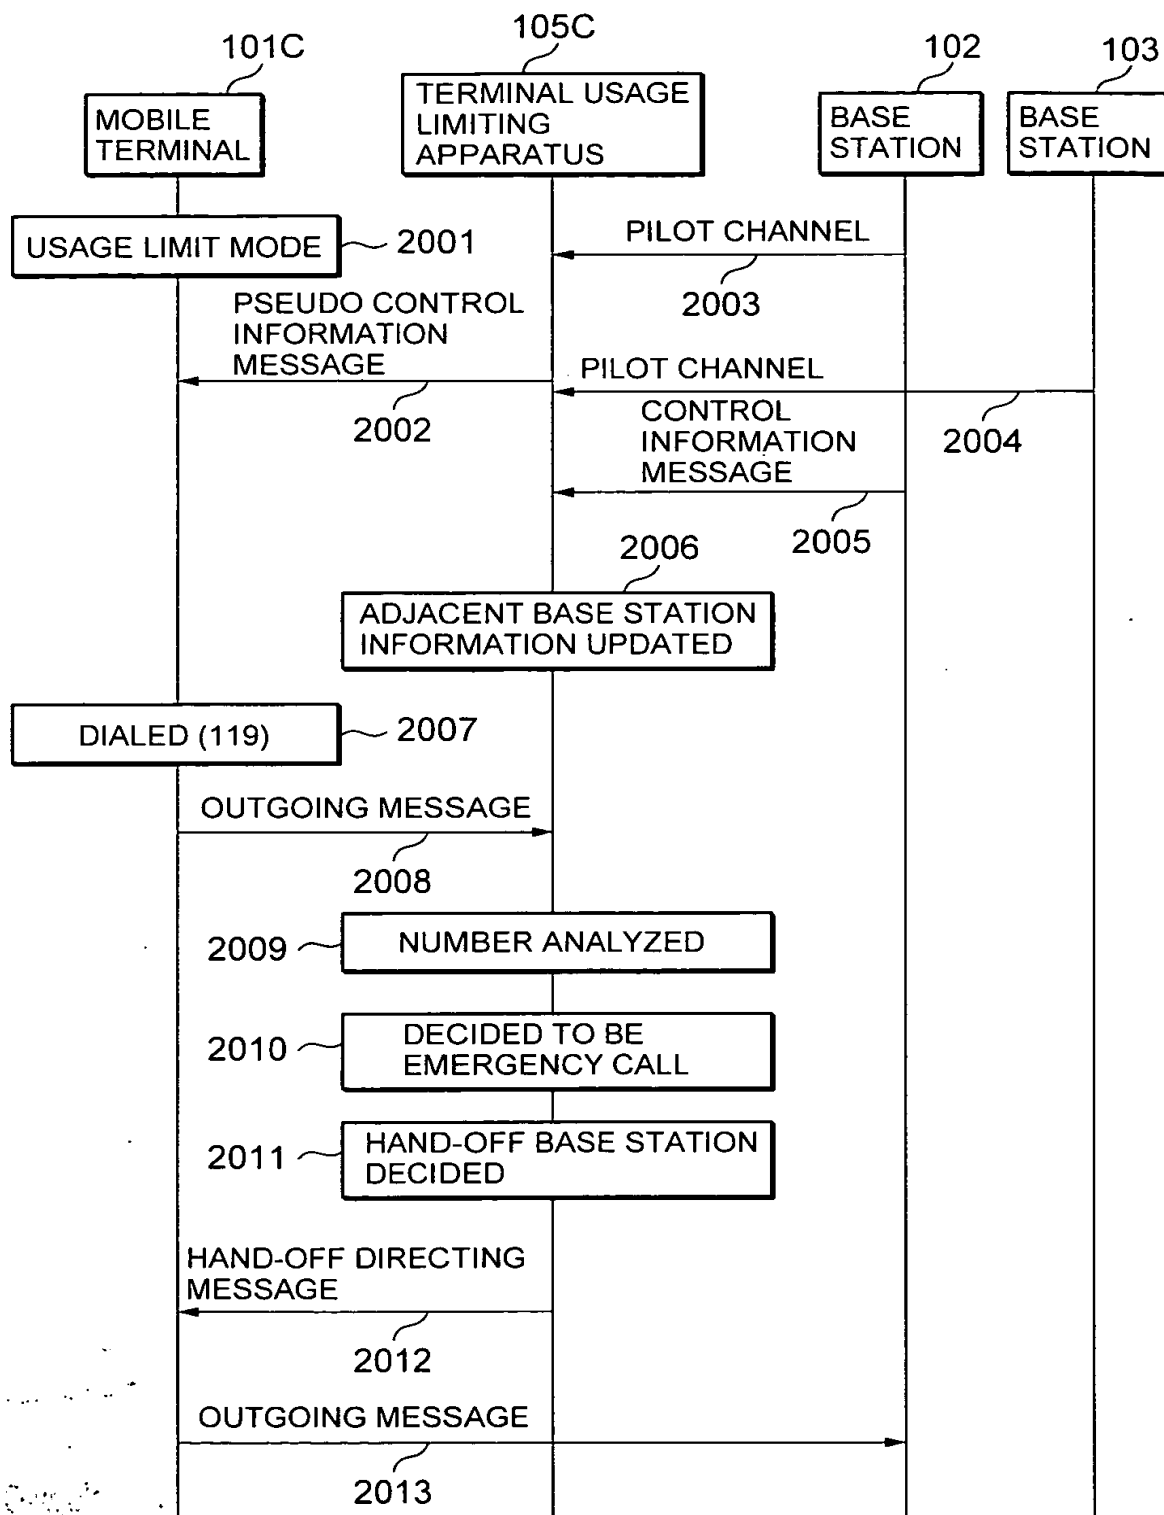 101C
105C
102
103
MOBILE
TERMINAL
TERMINAL USAGE
LIMITING
APPARATUS
BASE
STATION
BASE
STATION
USAGE LIMIT MODE
2001
PILOT CHANNEL
2003
PSEUDO CONTROL
INFORMATION
MESSAGE
2002
PILOT CHANNEL
2004
CONTROL
INFORMATION
MESSAGE
2005
2006
ADJACENT BASE STATION
INFORMATION UPDATED
DIALED (119)
2007
OUTGOING MESSAGE
2008
2009
NUMBER ANALYZED
2010
DECIDED TO BE
EMERGENCY CALL
2011
HAND-OFF BASE STATION
DECIDED
HAND-OFF DIRECTING
MESSAGE
2012
OUTGOING MESSAGE
2013